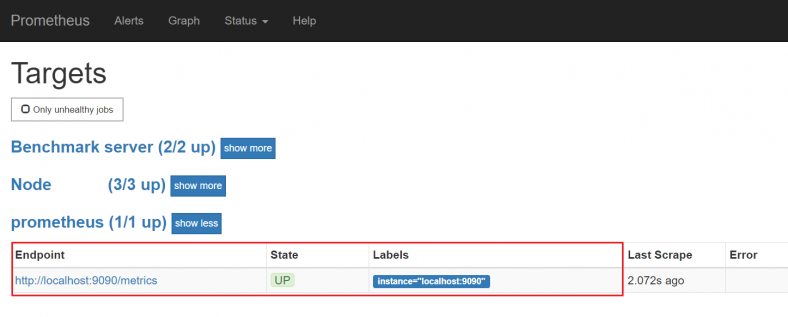 Prometheus Alerts Graph Status Help
Targets
Only unhealthy jobs
Benchmark server (2/2 up) show more
Node (3/3 up) show more
prometheus (1/1 up) show less
Endpoint State Labels Last Scrape Error
http://localhost:9090/metrics UP instance="localhost:9090" 2.072s ago